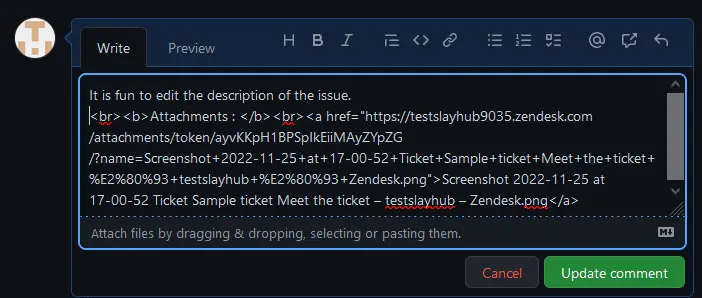 Write Preview H B I
It is fun to edit the description of the issue.
<br><b>Attachments : </b><br><a href="https://testslayhub9035.zendesk.com
/attachments/token/ayvKKpH1BPSpIkEiiMAyZYpZG
/?name=Screenshot+2022-11-25+at+17-00-52+Ticket+Sample+ticket+Meet+the+ticket+
%E2%80%93+testslayhub+%E2%80%93+Zendesk.png">Screenshot 2022-11-25 at
17-00-52 Ticket Sample ticket Meet the ticket – testslayhub – Zendesk.png</a>
Attach files by dragging & dropping, selecting or pasting them.
Cancel Update comment